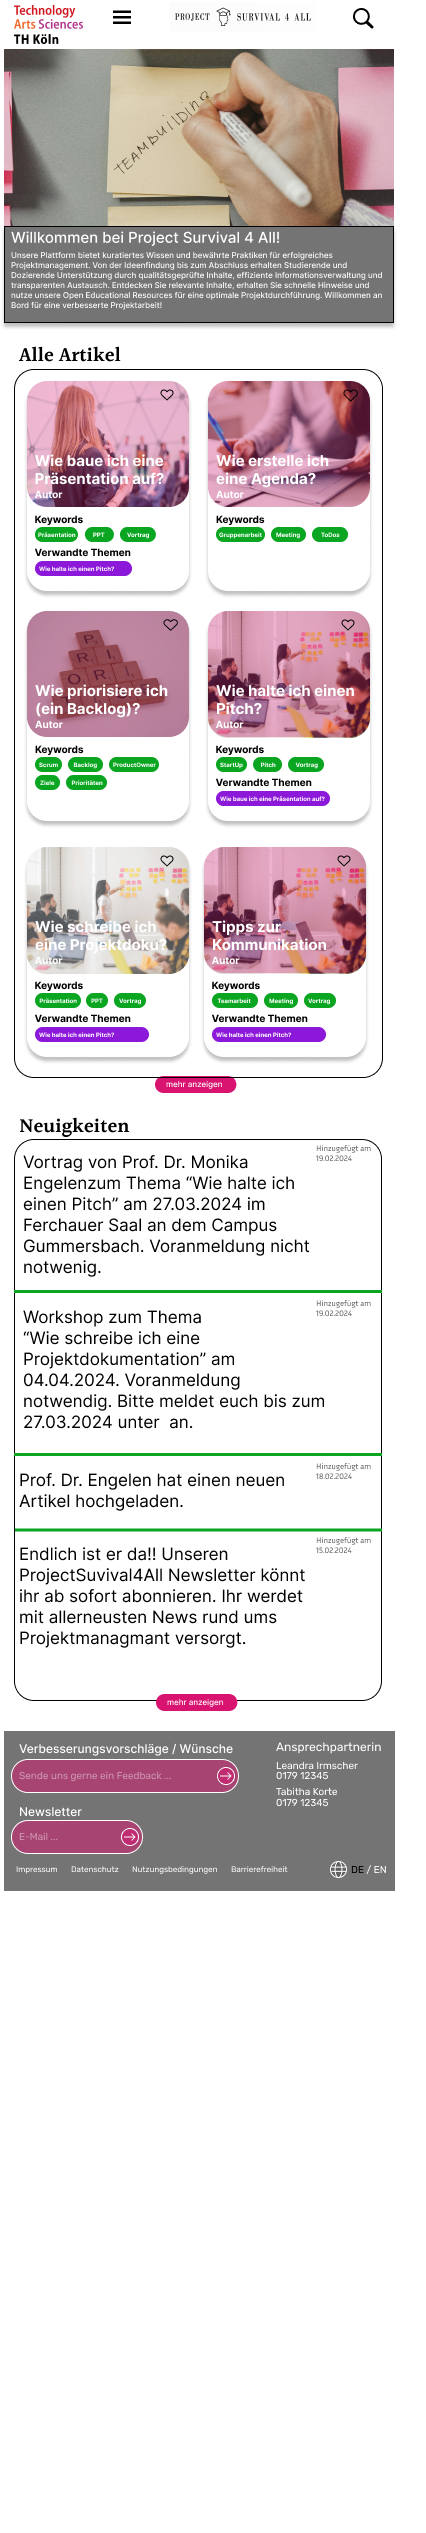 Technology
Arts Sciences
TH Köln
PROJECT SURVIVAL 4 ALL
TEAMBUILDING
Willkommen bei Project Survival 4 All!
Unsere Plattform bietet kuratiertes Wissen und bewährte Praktiken für erfolgreiches
Projektmanagement. Von der Ideenfindung bis zum Abschluss erhalten Studierende und
Dozierende Unterstützung durch qualitätsgeprüfte Inhalte, effiziente Informationsverwaltung und
transparenten Austausch. Entdecken Sie relevante Inhalte, erhalten Sie schnelle Hinweise und
nutze unsere Open Educational Resources für eine optimale Projektdurchführung. Willkommen an
Bord für eine verbesserte Projektarbeit!
Alle Artikel
Wie baue ich eine
Präsentation auf?
Autor
Keywords
Präsentation PPT Vortrag
Verwandte Themen
Wie halte ich einen Pitch?
Wie erstelle ich
eine Agenda?
Autor
Keywords
Gruppenarbeit Meeting ToDos
PRIORI
Wie priorisiere ich
(ein Backlog)?
Autor
Keywords
Scrum Backlog ProductOwner
Ziele Prioritäten
Wie halte ich einen
Pitch?
Autor
Keywords
StartUp Pitch Vortrag
Verwandte Themen
Wie baue ich eine Präsentation auf?
Wie schreibe ich
eine Projektdoku?
Autor
Keywords
Präsentation PPT Vortrag
Verwandte Themen
Wie halte ich einen Pitch?
Tipps zur
Kommunikation
Autor
Keywords
Teamarbeit Meeting Vortrag
Verwandte Themen
Wie halte ich einen Pitch?
mehr anzeigen
Neuigkeiten
Hinzugefügt am
19.02.2024
Vortrag von Prof. Dr. Monika
Engelenzum Thema “Wie halte ich
einen Pitch” am 27.03.2024 im
Ferchauer Saal an dem Campus
Gummersbach. Voranmeldung nicht
notwenig.
Hinzugefügt am
19.02.2024
Workshop zum Thema
“Wie schreibe ich eine
Projektdokumentation” am
04.04.2024. Voranmeldung
notwendig. Bitte meldet euch bis zum
27.03.2024 unter an.
Hinzugefügt am
18.02.2024
Prof. Dr. Engelen hat einen neuen
Artikel hochgeladen.
Hinzugefügt am
15.02.2024
Endlich ist er da!! Unseren
ProjectSuvival4All Newsletter könnt
ihr ab sofort abonnieren. Ihr werdet
mit allerneusten News rund ums
Projektmanagmant versorgt.
mehr anzeigen
Verbesserungsvorschläge / Wünsche
Sende uns gerne ein Feedback ...
Newsletter
E-Mail ...
Ansprechpartnerin
Leandra Irmscher
0179 12345
Tabitha Korte
0179 12345
Impressum Datenschutz Nutzungsbedingungen Barrierefreiheit
DE / EN